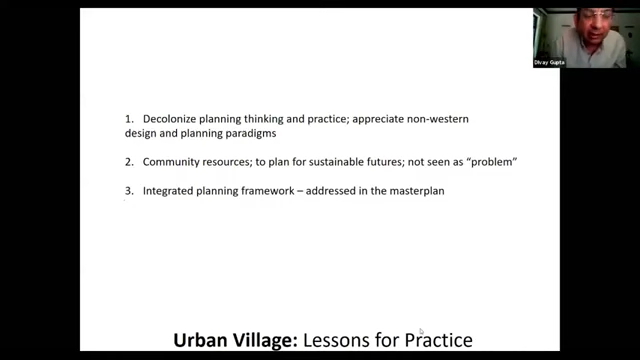 Divay Gupta
1. Decolonize planning thinking and practice; appreciate non-western
design and planning paradigms
2. Community resources; to plan for sustainable futures; not seen as “problem”
3. Integrated planning framework – addressed in the masterplan
Urban Village: Lessons for Practice